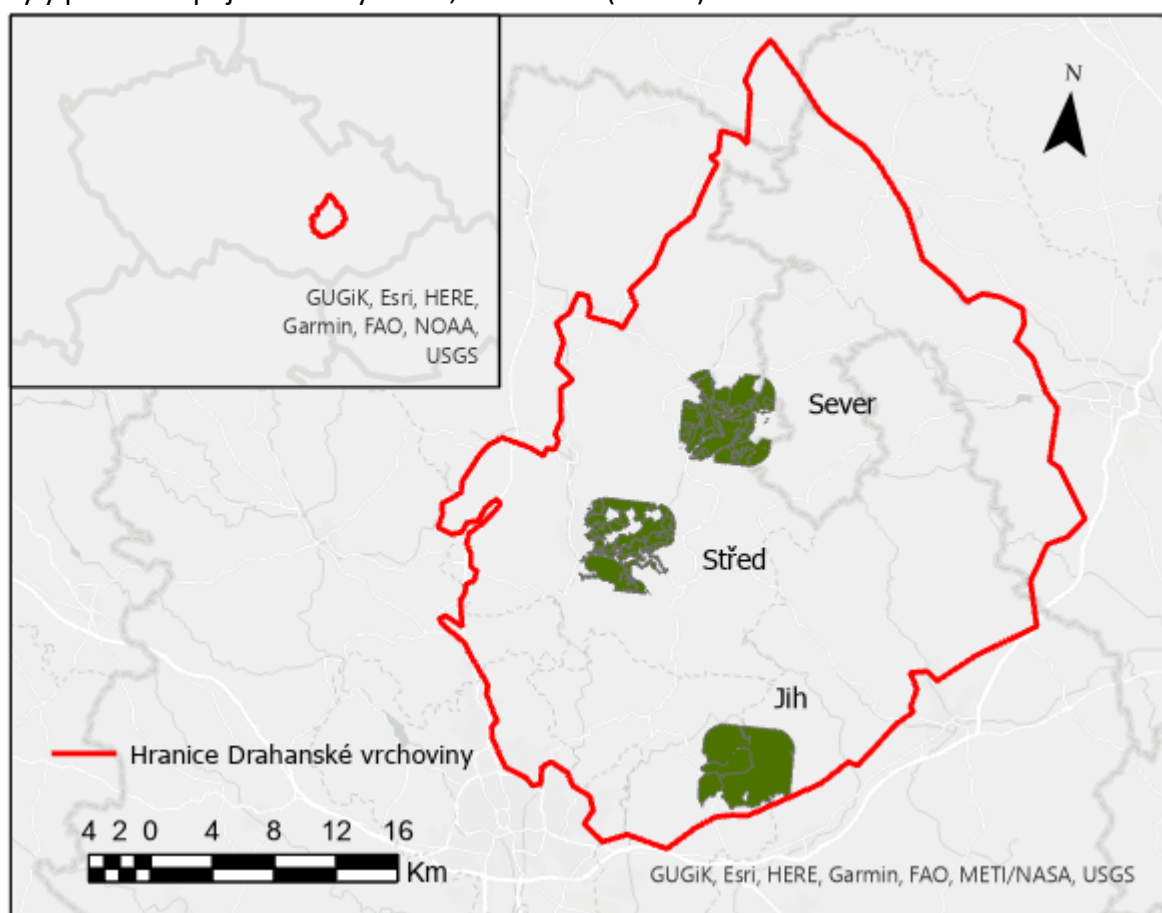 GUGiK, Esri, HERE,
Garmin, FAO, NOAA,
USGS
N
Sever
Střed
Jih
Hranice Drahanské vrchoviny
4 2 0 4 8 12 16
Km
GUGiK, Esri, HERE, Garmin, FAO, METI/NASA, USGS